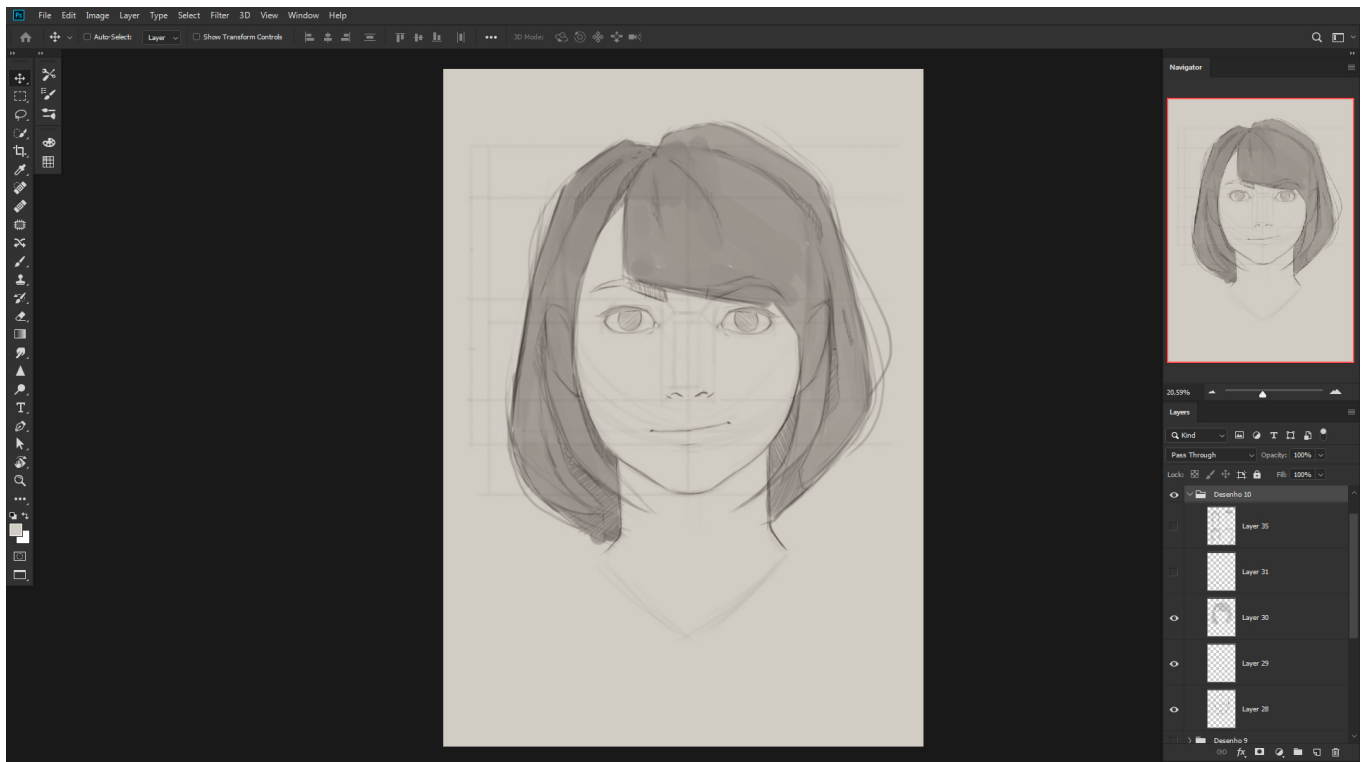 Ps File Edit Image Layer Type Select Filter 3D View Window Help
Auto-Select: Layer Show Transform Controls 3D Mode:
Navigator
20,59%
Layers
Kind
Pass Through Opacity: 100%
Lock: Fill: 100%
Desenho 10
Layer 35
Layer 31
Layer 30
Layer 29
Layer 28
Desenho 9
fx